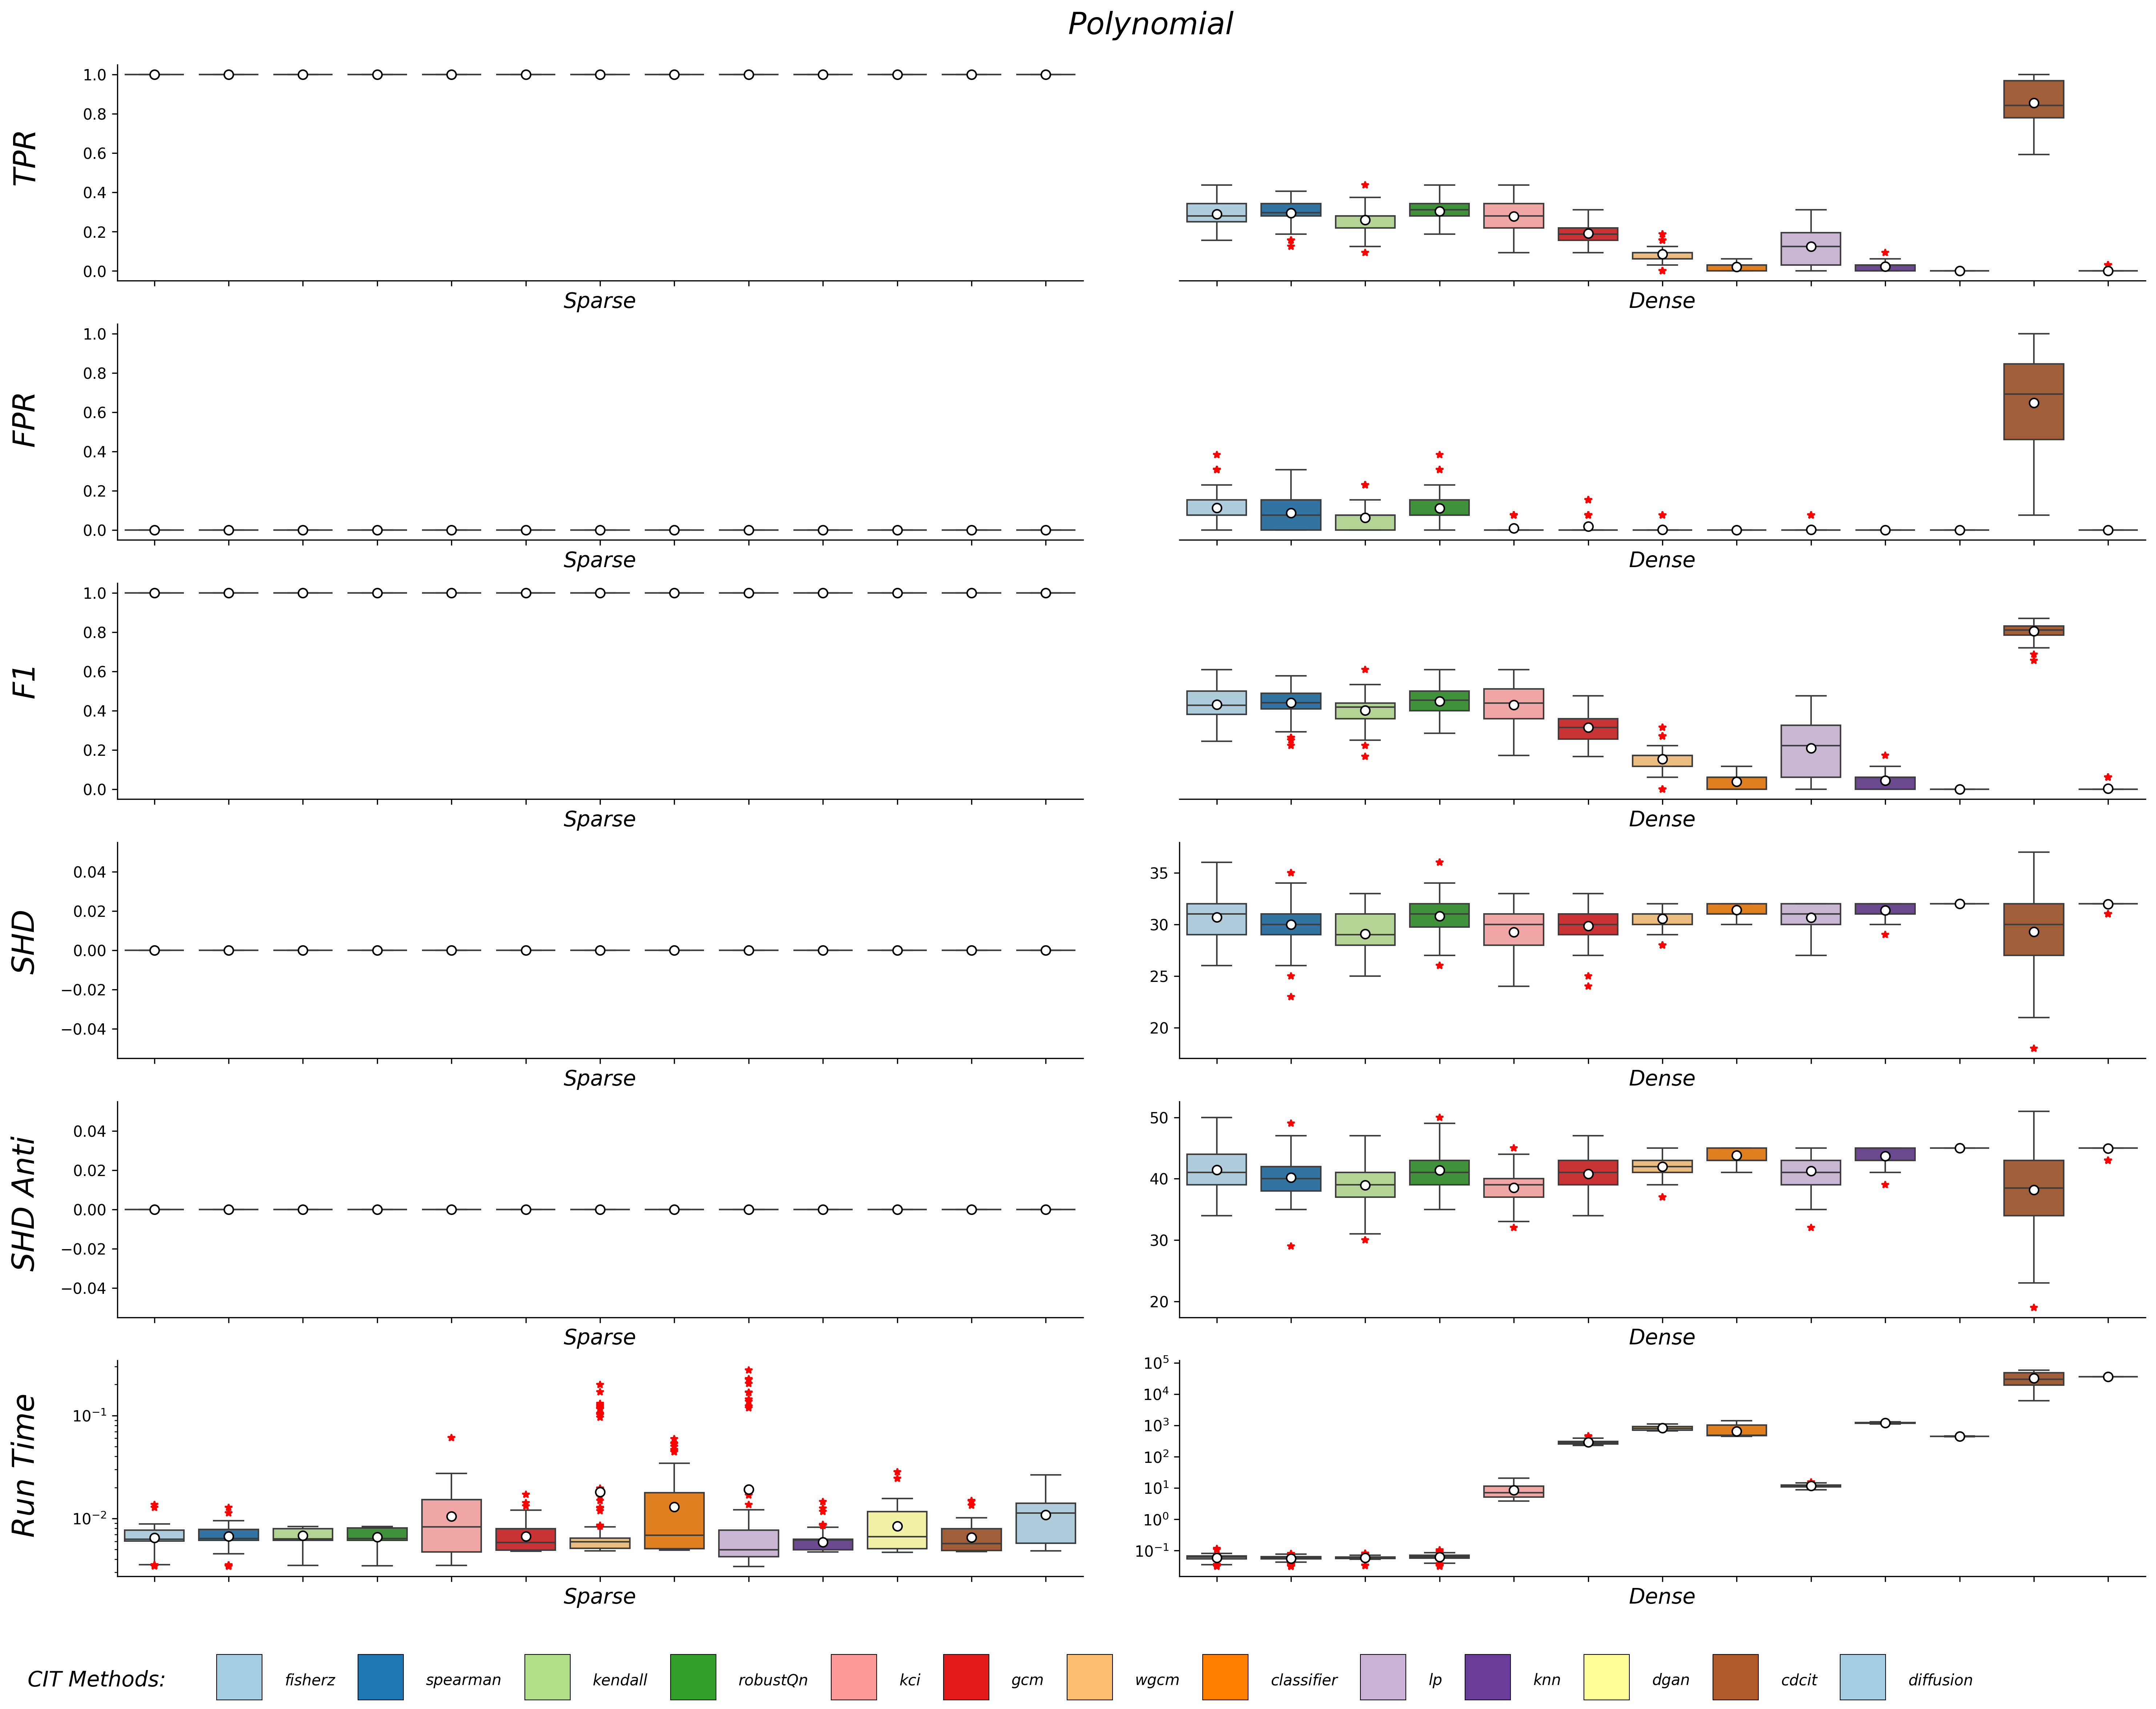 Polynomial
TPR
1.0
0.8
0.6
0.4
0.2
0.0
Sparse
Dense
FPR
1.0
0.8
0.6
0.4
0.2
0.0
Sparse
Dense
F1
1.0
0.8
0.6
0.4
0.2
0.0
Sparse
Dense
SHD
0.04
0.02
0.00
−0.02
−0.04
Sparse
35
30
25
20
Dense
SHD Anti
0.04
0.02
0.00
−0.02
−0.04
Sparse
50
40
30
20
Dense
Run Time
10⁻¹
10⁻²
Sparse
10⁵
10⁴
10³
10²
10¹
10⁰
10⁻¹
Dense
CIT Methods: fisherz spearman kendall robustQn kci gcm wgcm classifier lp knn dgan cdcit diffusion